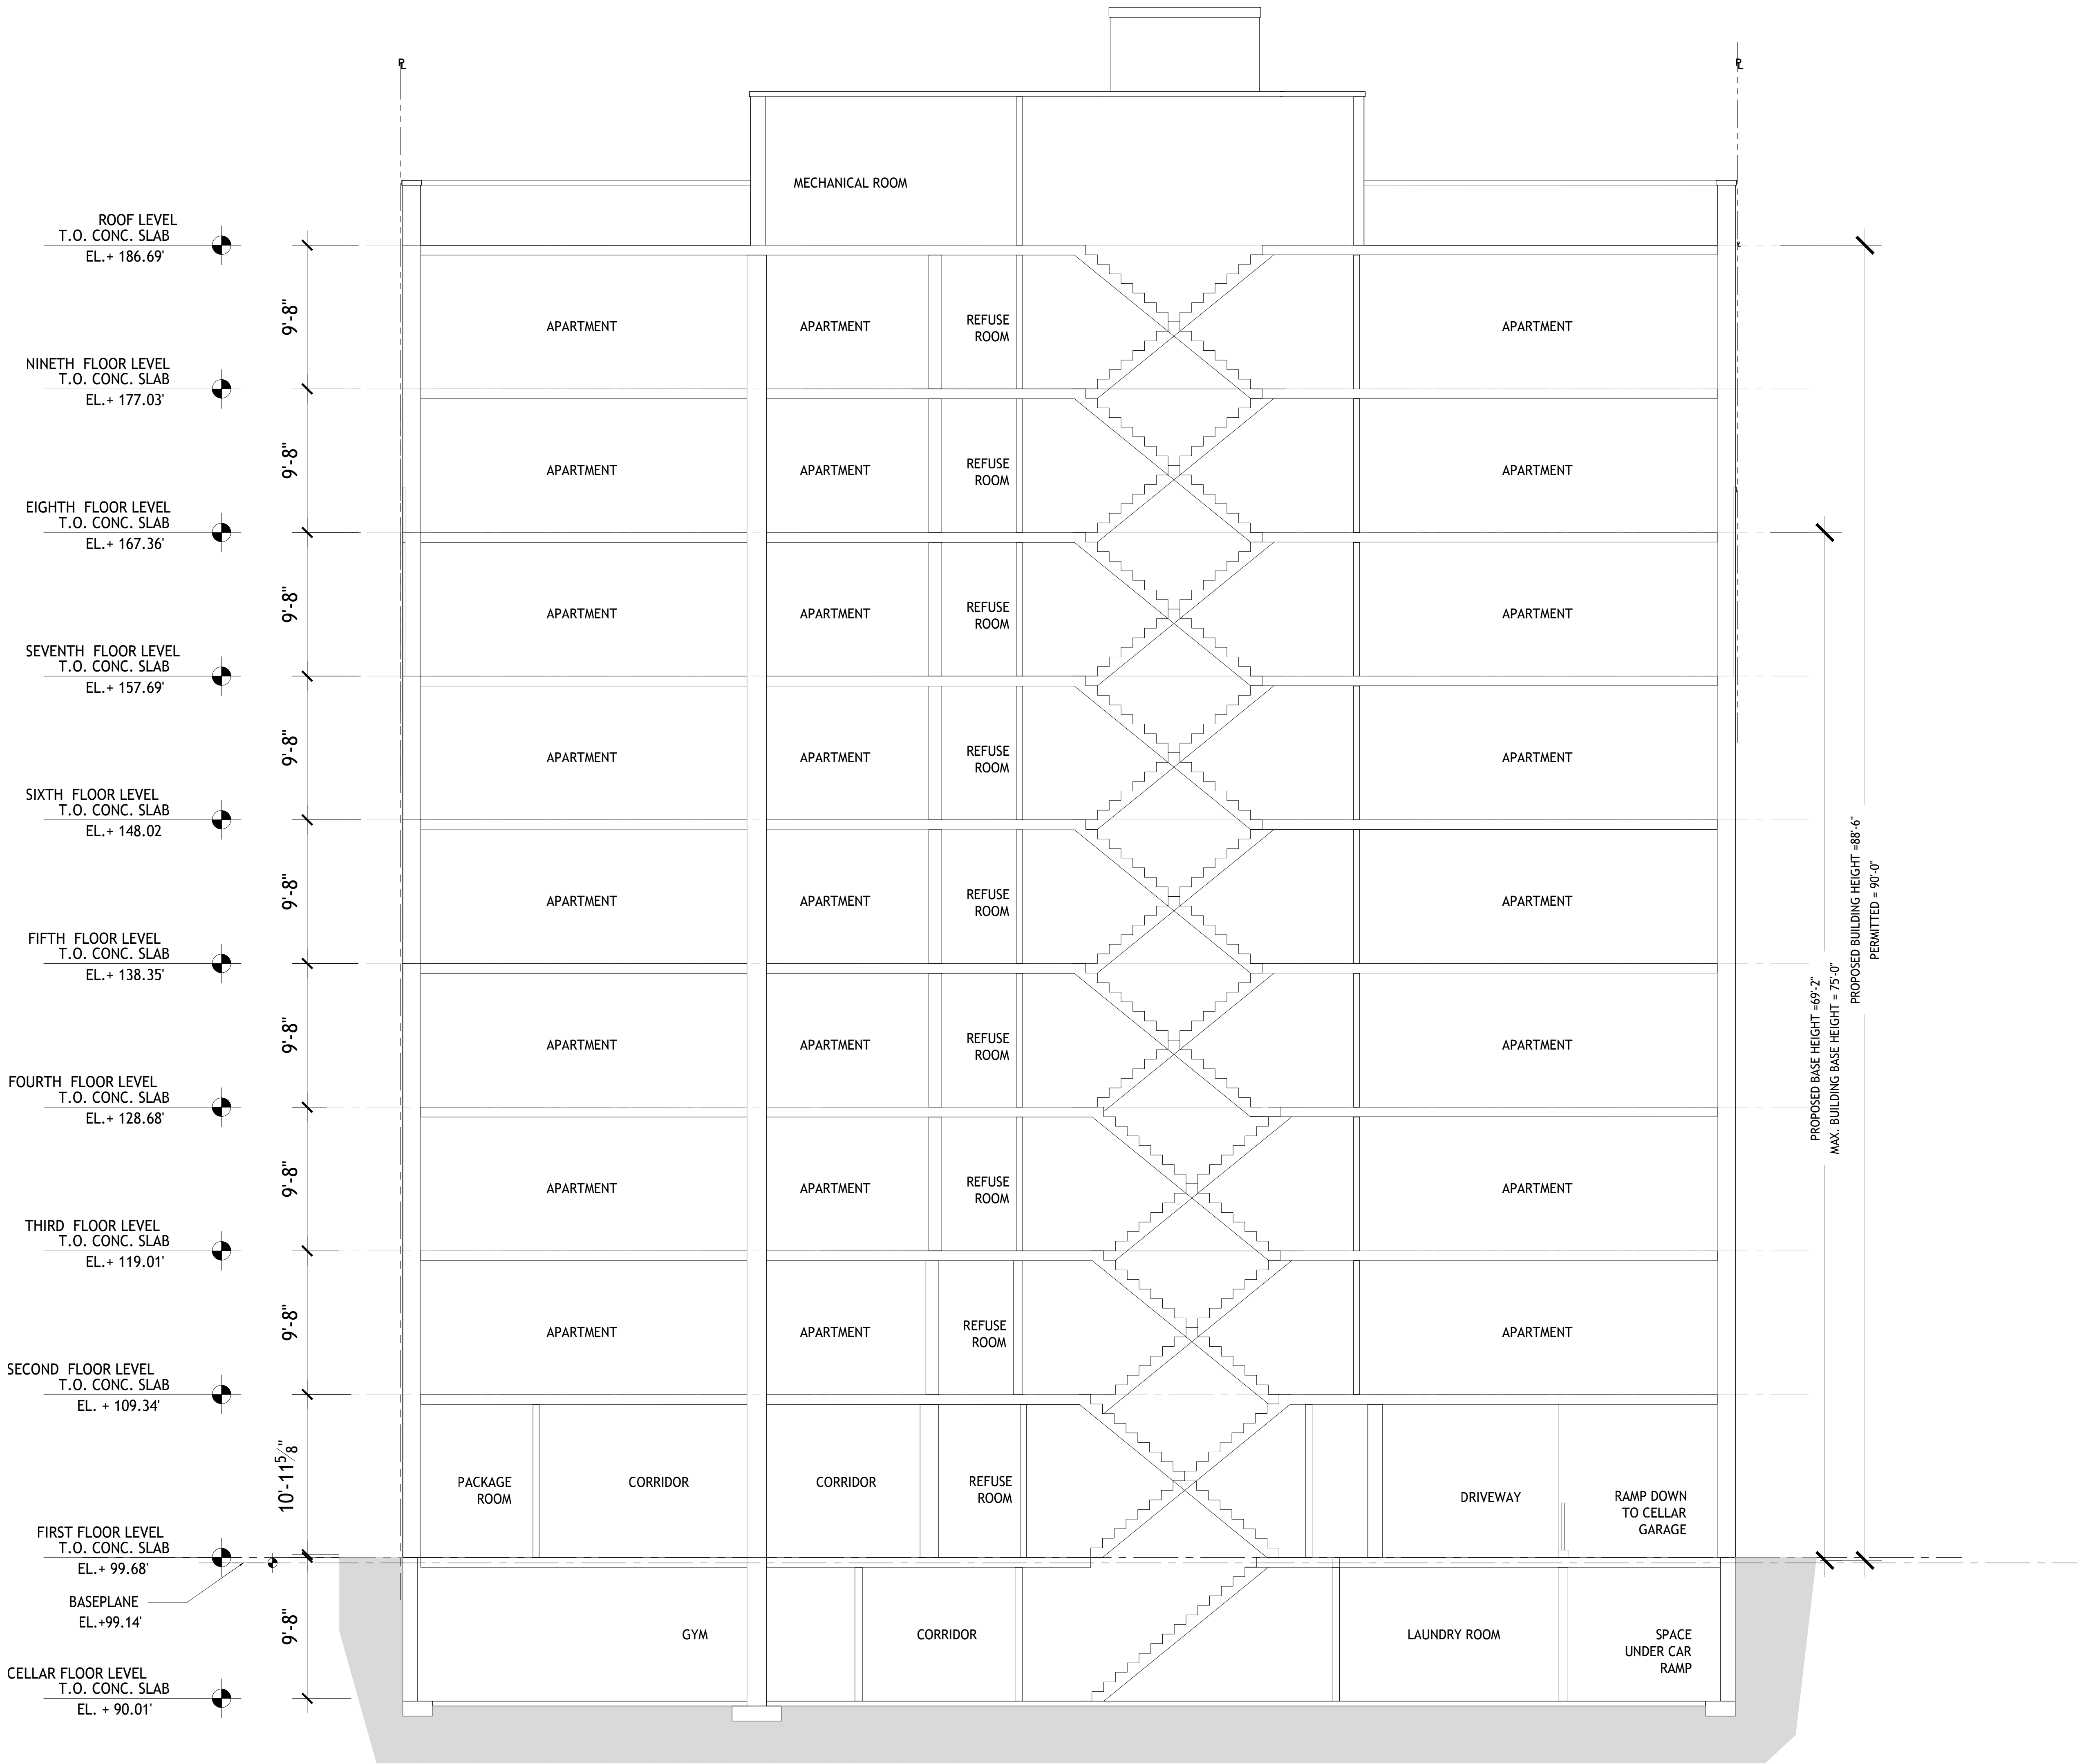 PL
PL
MECHANICAL ROOM
ROOF LEVEL
T.O. CONC. SLAB
EL.+ 186.69'
9'-8"
APARTMENT
APARTMENT
REFUSE
ROOM
APARTMENT
NINETH FLOOR LEVEL
T.O. CONC. SLAB
EL.+ 177.03'
9'-8"
APARTMENT
APARTMENT
REFUSE
ROOM
APARTMENT
EIGHTH FLOOR LEVEL
T.O. CONC. SLAB
EL.+ 167.36'
9'-8"
APARTMENT
APARTMENT
REFUSE
ROOM
APARTMENT
SEVENTH FLOOR LEVEL
T.O. CONC. SLAB
EL.+ 157.69'
9'-8"
APARTMENT
APARTMENT
REFUSE
ROOM
APARTMENT
SIXTH FLOOR LEVEL
T.O. CONC. SLAB
EL.+ 148.02
9'-8"
APARTMENT
APARTMENT
REFUSE
ROOM
APARTMENT
FIFTH FLOOR LEVEL
T.O. CONC. SLAB
EL.+ 138.35'
9'-8"
APARTMENT
APARTMENT
REFUSE
ROOM
APARTMENT
FOURTH FLOOR LEVEL
T.O. CONC. SLAB
EL.+ 128.68'
9'-8"
APARTMENT
APARTMENT
REFUSE
ROOM
APARTMENT
THIRD FLOOR LEVEL
T.O. CONC. SLAB
EL.+ 119.01'
9'-8"
APARTMENT
APARTMENT
REFUSE
ROOM
APARTMENT
SECOND FLOOR LEVEL
T.O. CONC. SLAB
EL. + 109.34'
10'-11 5/8"
PACKAGE
ROOM
CORRIDOR
CORRIDOR
REFUSE
ROOM
DRIVEWAY
RAMP DOWN
TO CELLAR
GARAGE
FIRST FLOOR LEVEL
T.O. CONC. SLAB
EL.+ 99.68'
BASEPLANE
EL.+99.14'
9'-8"
GYM
CORRIDOR
LAUNDRY ROOM
SPACE
UNDER CAR
RAMP
CELLAR FLOOR LEVEL
T.O. CONC. SLAB
EL. + 90.01'
PROPOSED BASE HEIGHT =69'-2"
MAX. BUILDING BASE HEIGHT = 75'-0"
PROPOSED BUILDING HEIGHT =88'-6"
PERMITTED = 90'-0"